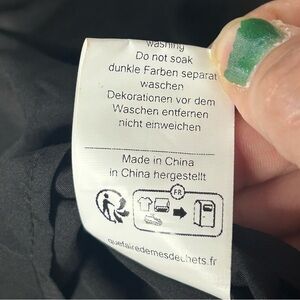 washing
Do not soak
dunkle Farben separat
waschen
Dekorationen vor dem
Waschen entfernen
nicht einweichen
Made in China
in China hergestellt
FR
quefairedemesdechets.fr